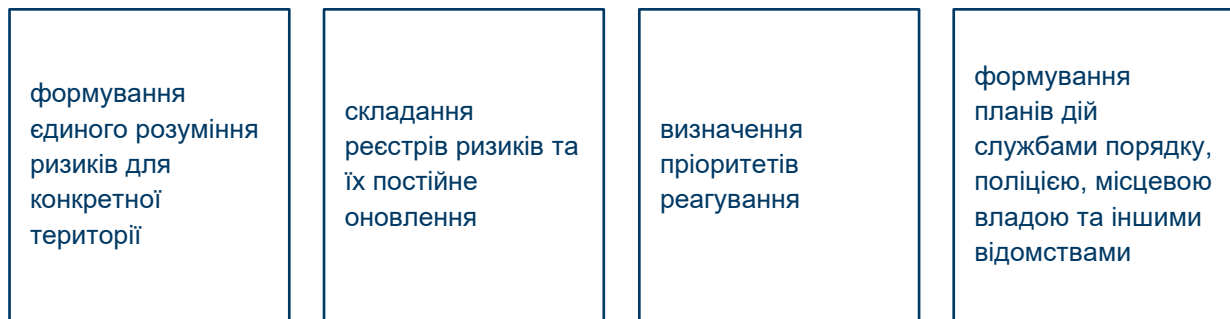 формування
єдиного розуміння
ризиків для
конкретної
території
складання
реєстрів ризиків та
їх постійне
оновлення
визначення
пріоритетів
реагування
формування
планів дій
службами порядку,
поліцією, місцевою
владою та іншими
відомствами